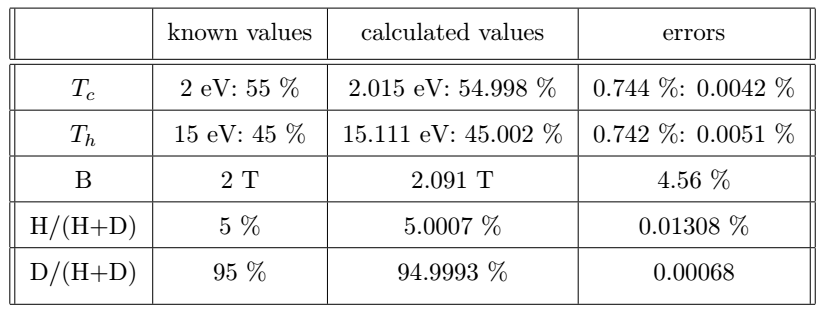 known values calculated values errors
T_c 2 eV: 55 % 2.015 eV: 54.998 % 0.744 %: 0.0042 %
T_h 15 eV: 45 % 15.111 eV: 45.002 % 0.742 %: 0.0051 %
B 2 T 2.091 T 4.56 %
H/(H+D) 5 % 5.0007 % 0.01308 %
D/(H+D) 95 % 94.9993 % 0.00068